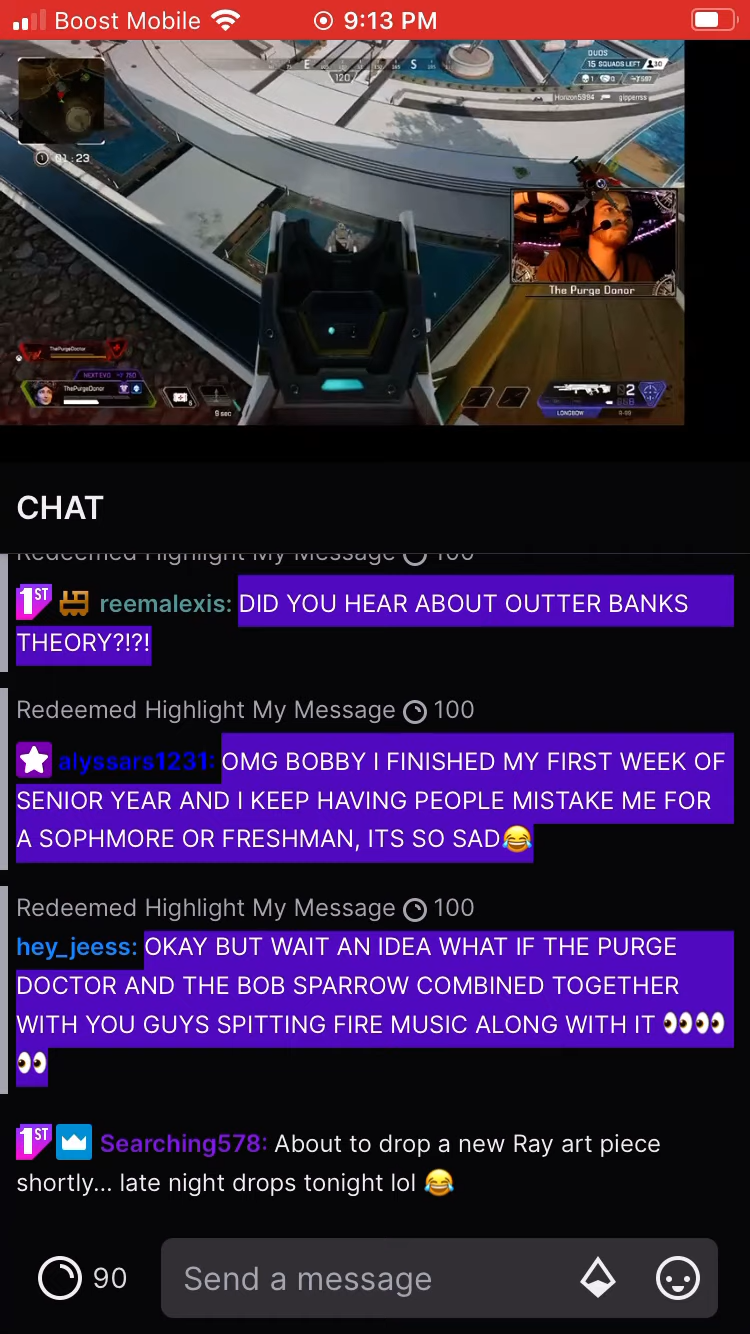 Boost Mobile 9:13 PM
DUOS
E S
15 SQUADS LEFT 30
120
Horizon5394
01:23
The Purge Donor
ThePurgeDoctor
ThePurgeDonor
9 sec
LONGBOW
CHAT
Redeemed Highlight My Message 100
1ST reemalexis: DID YOU HEAR ABOUT OUTTER BANKS
THEORY?!?!
Redeemed Highlight My Message 100
alyssars1231: OMG BOBBY I FINISHED MY FIRST WEEK OF
SENIOR YEAR AND I KEEP HAVING PEOPLE MISTAKE ME FOR
A SOPHMORE OR FRESHMAN, ITS SO SAD😂
Redeemed Highlight My Message 100
hey_jeess: OKAY BUT WAIT AN IDEA WHAT IF THE PURGE
DOCTOR AND THE BOB SPARROW COMBINED TOGETHER
WITH YOU GUYS SPITTING FIRE MUSIC ALONG WITH IT 👀👀
👀
1ST Searching578: About to drop a new Ray art piece
shortly... late night drops tonight lol 😂
90 Send a message